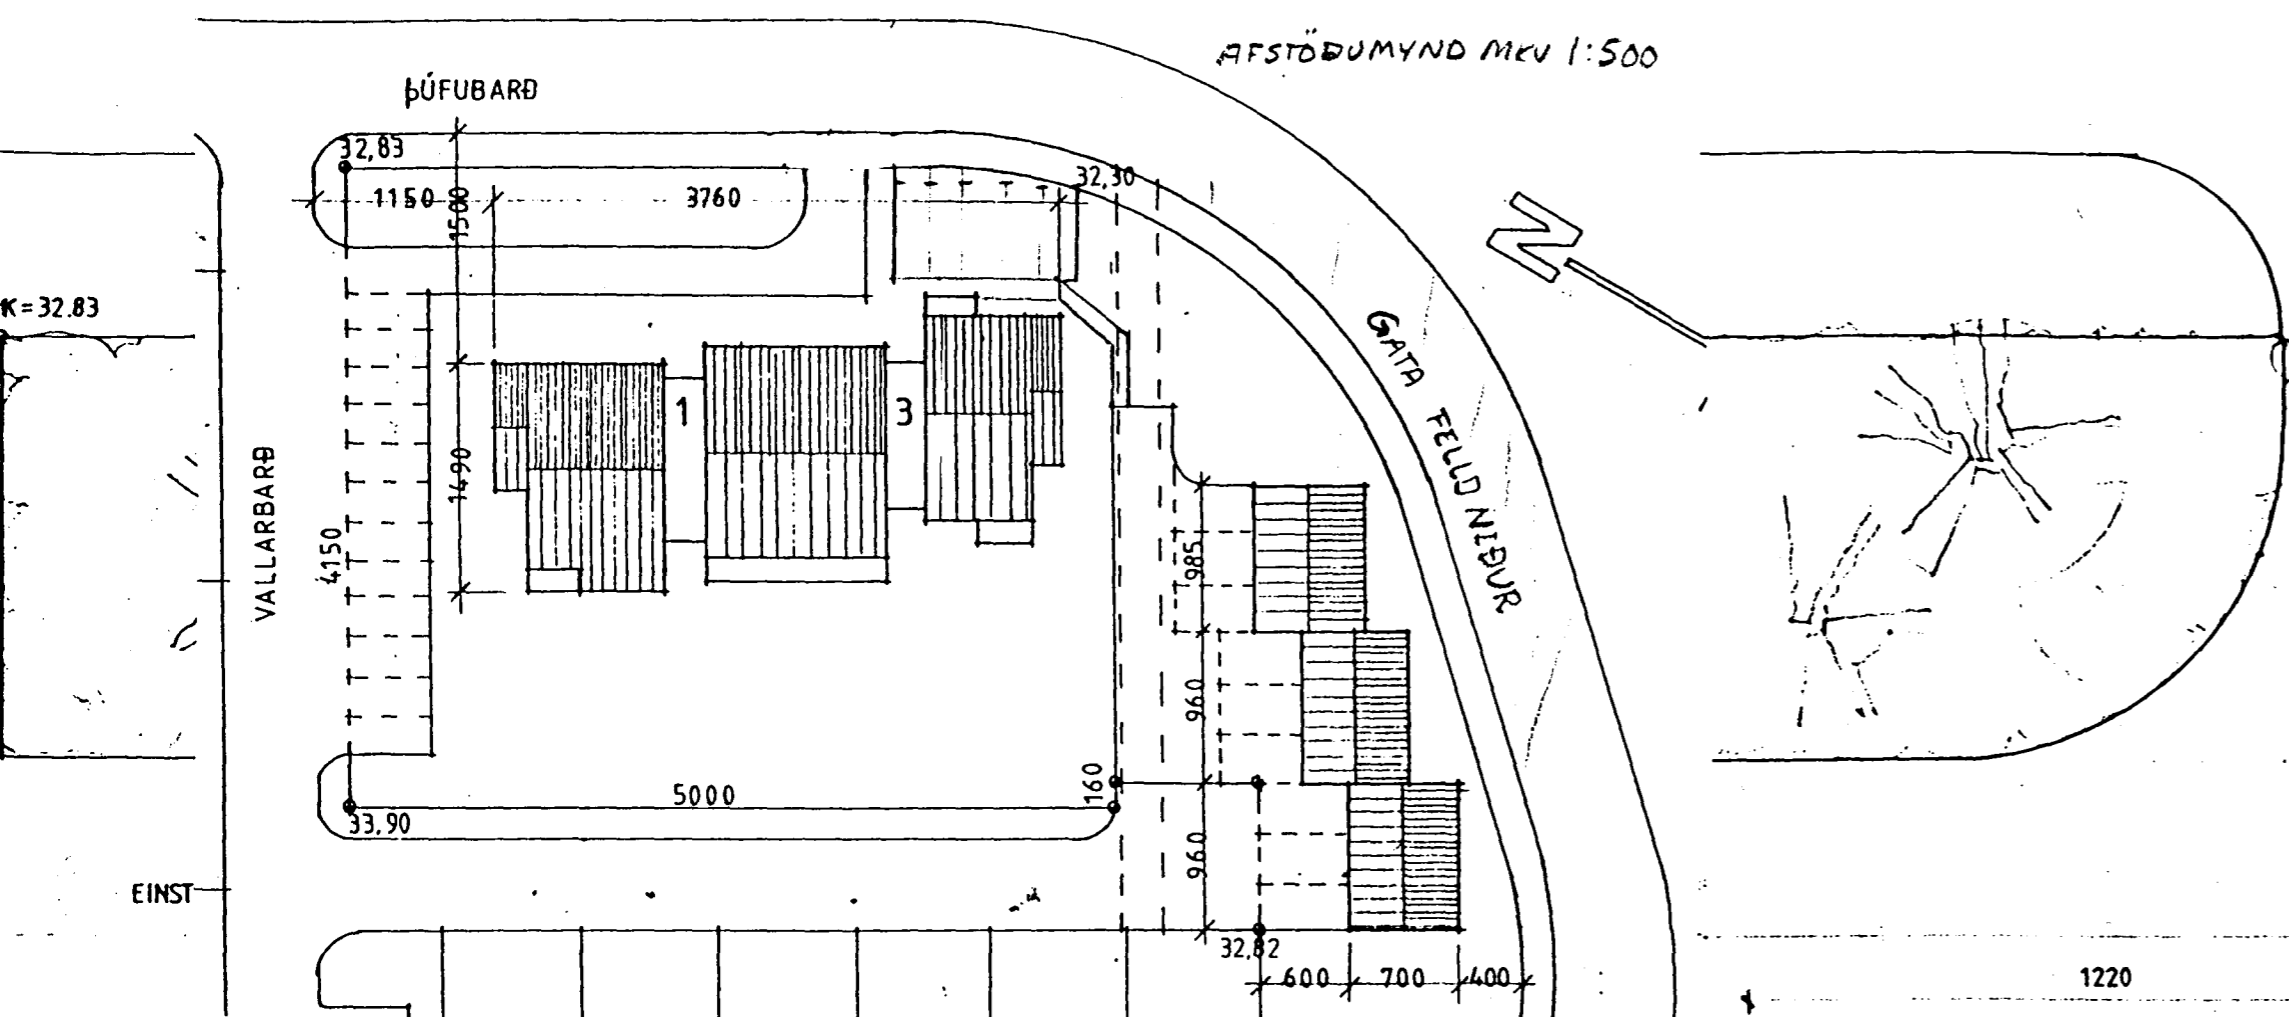 AFSTÖÐUMYND MKV 1:500
ÞÚFUBARÐ
32,83
1150
1500
3760
32,30
N
K=32.83
GATA FELLD NIÐUR
1
3
1490
VALLARBARÐ
4150
985
960
160
5000
33,90
960
EINST
32,82
600
700
400
1220